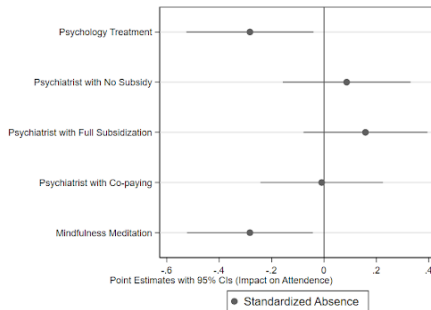 Psychology Treatment
Psychiatrist with No Subsidy
Psychiatrist with Full Subsidization
Psychiatrist with Co-paying
Mindfulness Meditation
-.6 -.4 -.2 0 .2 .4
Point Estimates with 95% CIs (Impact on Attendence)
Standardized Absence